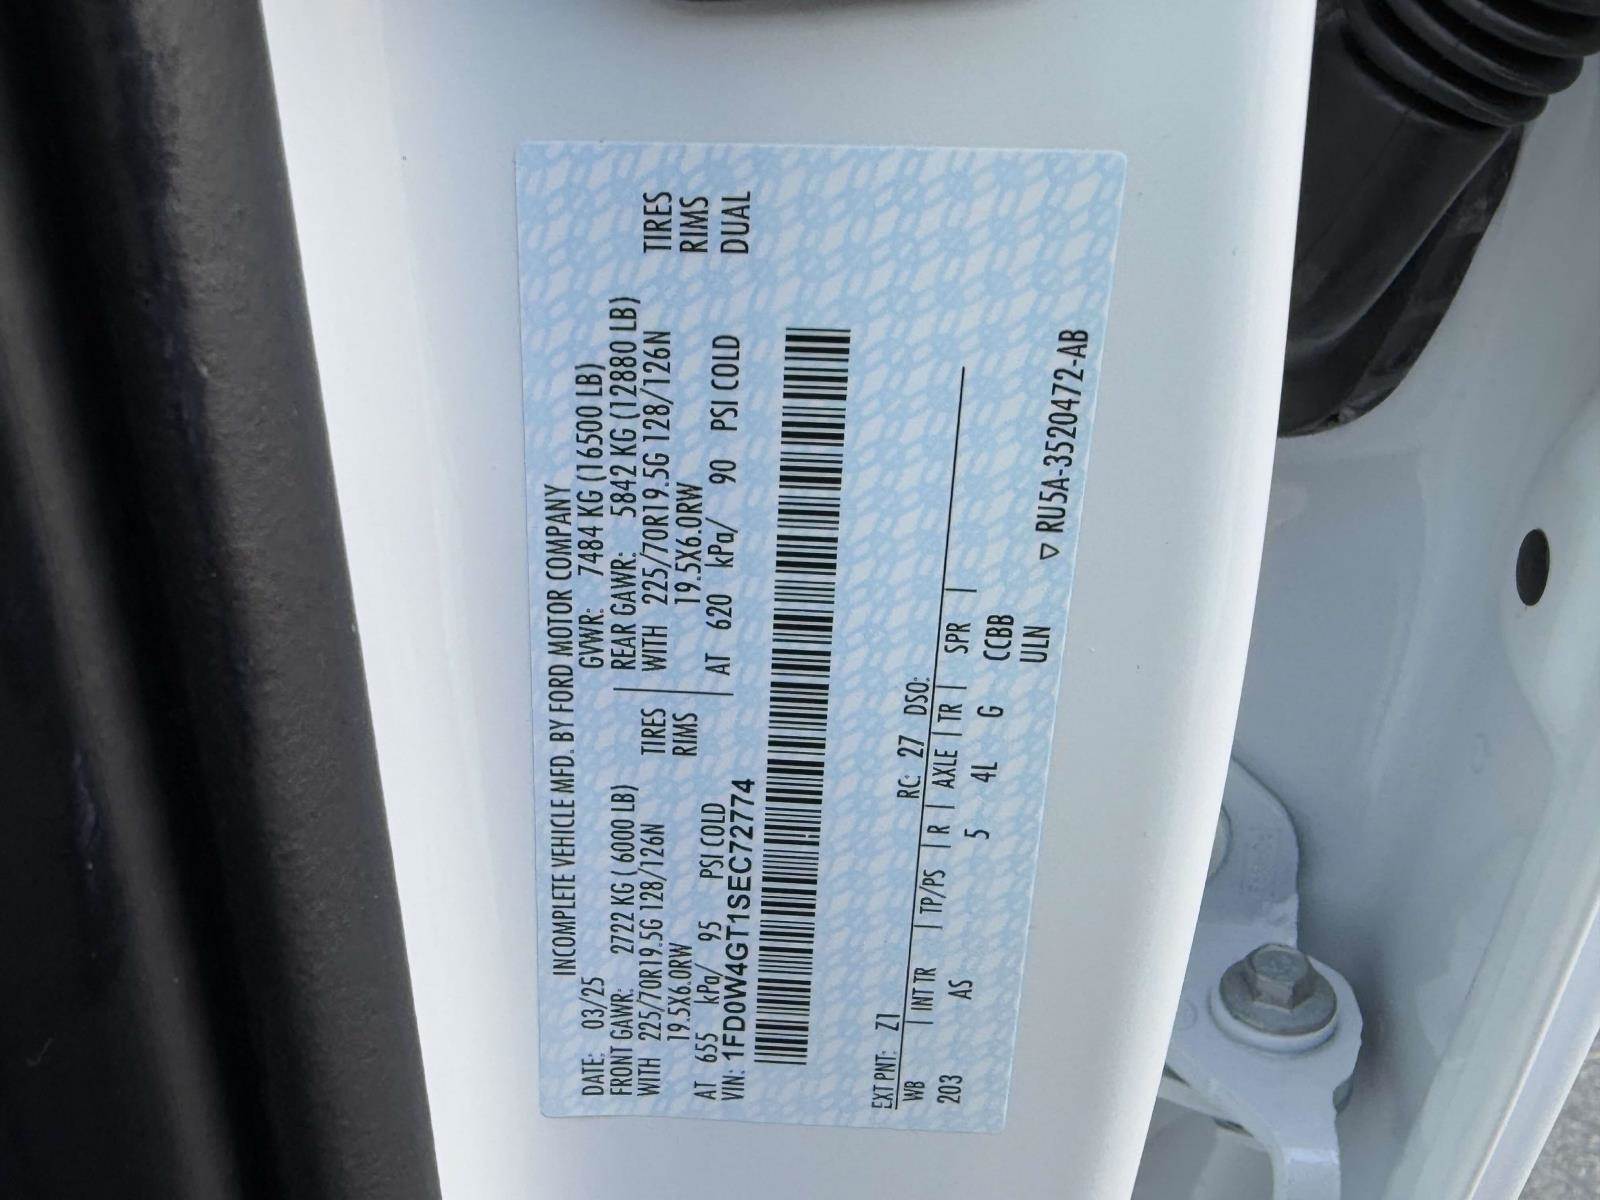 INCOMPLETE VEHICLE MFD. BY FORD MOTOR COMPANY
DATE: 03/25 GVWR: 7484 KG (16500 LB)
FRONT GAWR: 2722 KG ( 6000 LB) REAR GAWR: 5842 KG (12880 LB)
WITH 225/70R19.5G 128/126N TIRES WITH 225/70R19.5G 128/126N TIRES
19.5X6.0RW RIMS 19.5X6.0RW RIMS
AT 655 kPa/ 95 PSI COLD AT 620 kPa/ 90 PSI COLD DUAL
VIN: 1FD0W4GT1SEC72774
EXT PNT: Z1 RC: 27 DSO:
WB | INT TR | TP/PS | R | AXLE | TR | SPR |
203 AS 5 4L G CCBB
ULN
▽ RU5A-3520472-AB